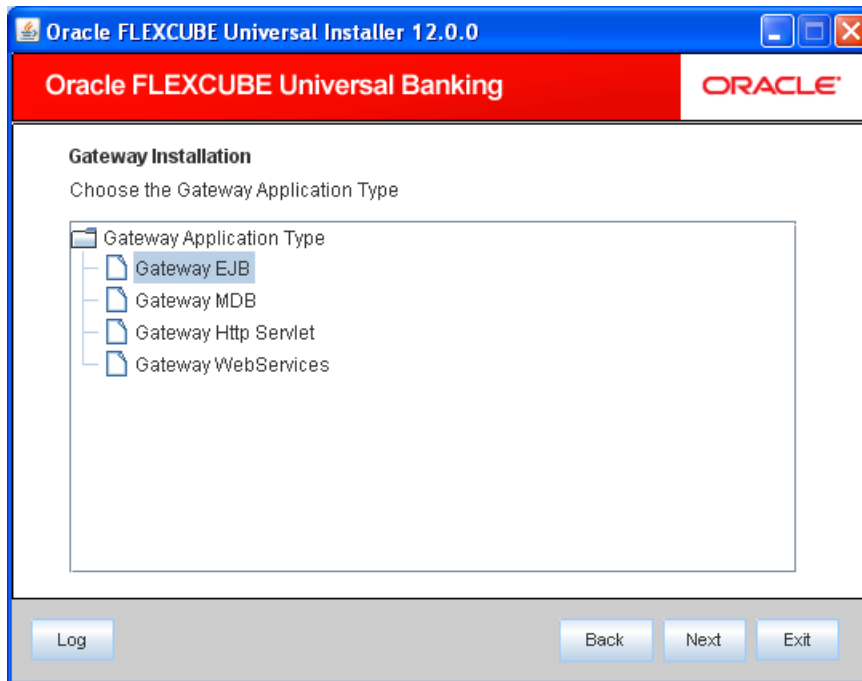 Oracle FLEXCUBE Universal Installer 12.0.0
Oracle FLEXCUBE Universal Banking
ORACLE
Gateway Installation
Choose the Gateway Application Type
Gateway Application Type
Gateway EJB
Gateway MDB
Gateway Http Servlet
Gateway WebServices
Log Back Next Exit